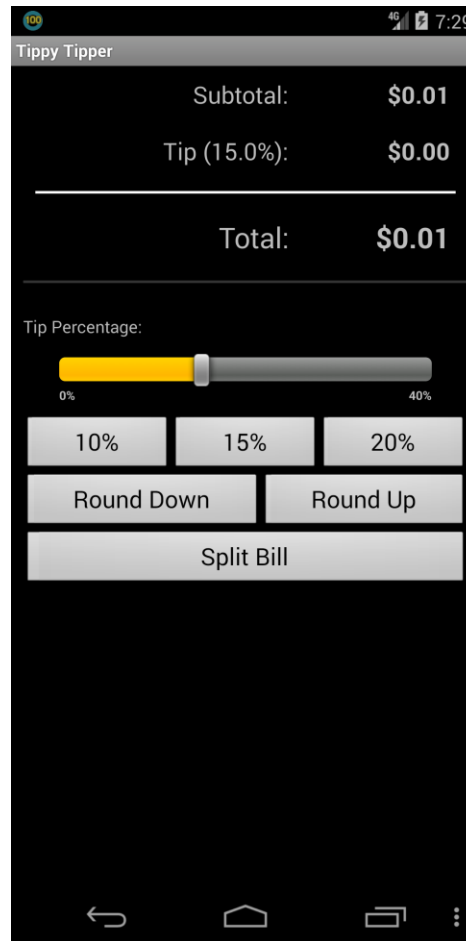 100 4G 7:29
Tippy Tipper
Subtotal: $0.01
Tip (15.0%): $0.00
Total: $0.01
Tip Percentage:
0% 40%
10% 15% 20%
Round Down Round Up
Split Bill